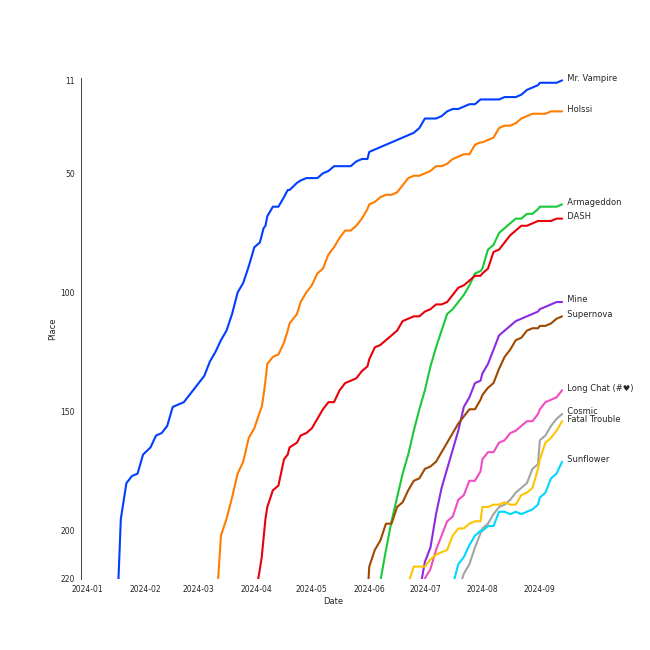 11
50
100
150
200
220
Place
2024-01
2024-02
2024-03
2024-04
2024-05
2024-06
2024-07
2024-08
2024-09
Date
Mr. Vampire
Holssi
Armageddon
DASH
Mine
Supernova
Long Chat (#♥)
Cosmic
Fatal Trouble
Sunflower